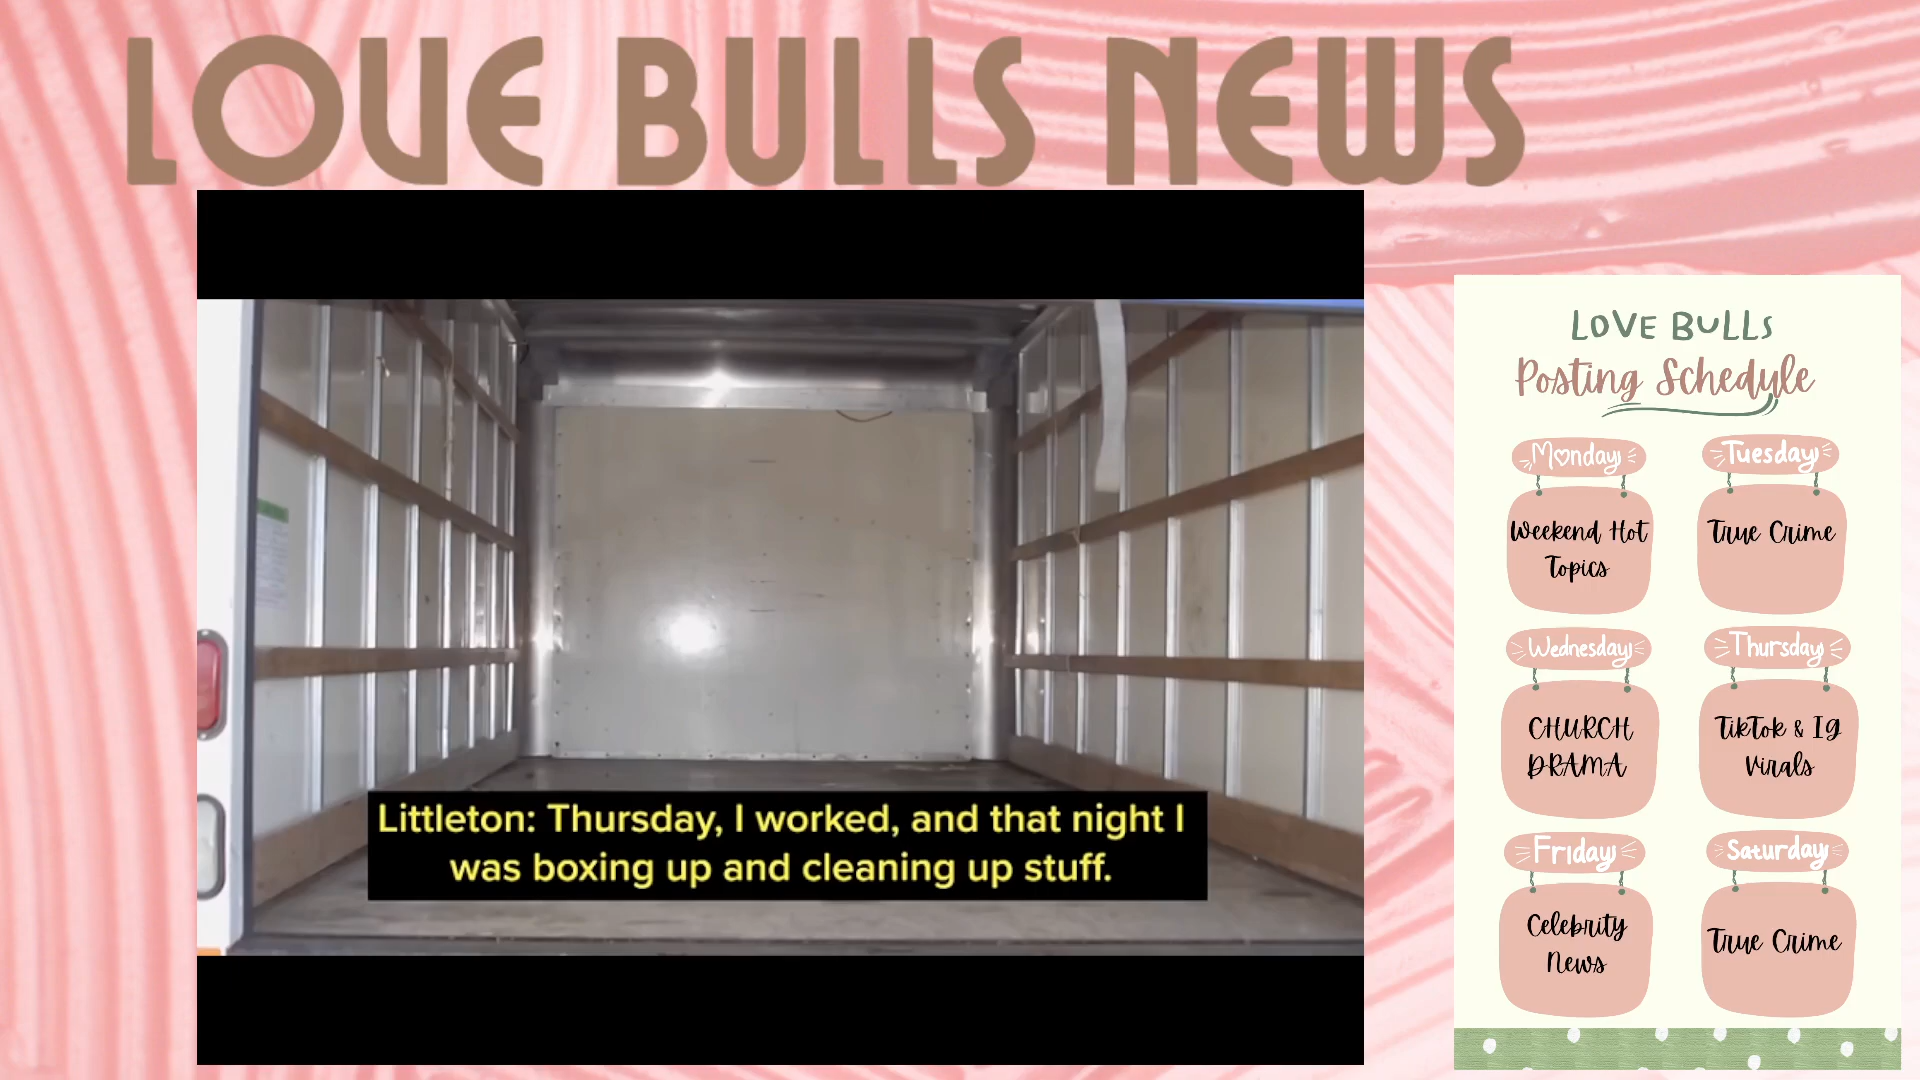 LOVE BULLS NEWS
Littleton: Thursday, I worked, and that night I
was boxing up and cleaning up stuff.
LOVE BULLS
Posting Schedule
Monday
Tuesday
Weekend Hot
Topics
True Crime
Wednesday
Thursday
CHURCH
DRAMA
TikTok & IG
Virals
Friday
Saturday
Celebrity
News
True Crime